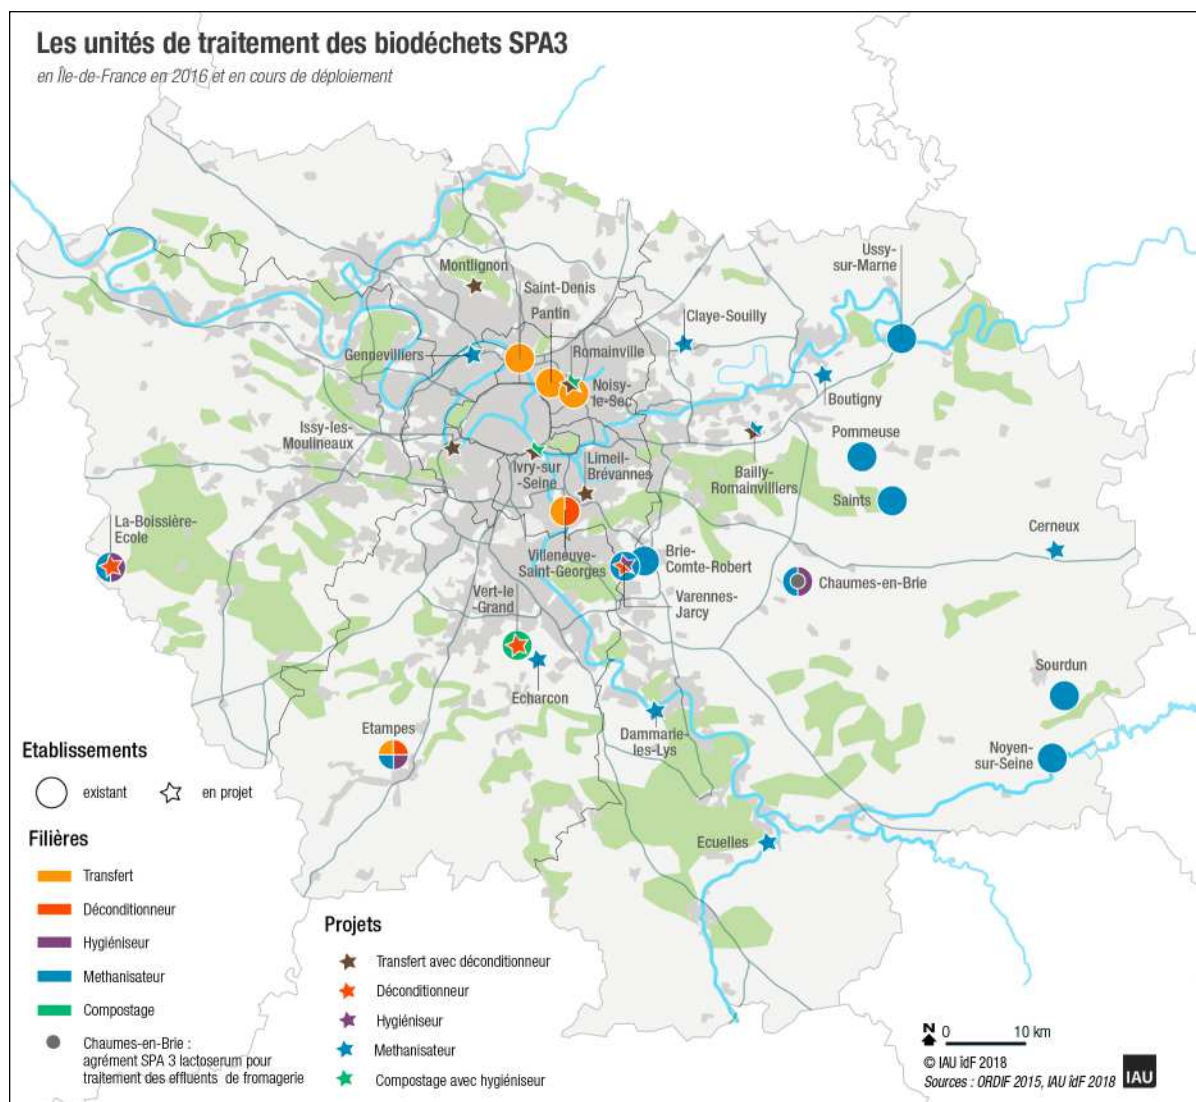 Les unités de traitement des biodéchets SPA3
en Île-de-France en 2016 et en cours de déploiement
Montlignon
Saint-Denis
Pantin
Gennevilliers
Romainville
Noisy-
le-Sec
Claye-Souilly
Ussy-
sur-Marne
Boutigny
Pommeuse
Issy-les-
Moulineaux
Ivry-sur
-Seine
Limeil-
Brévannes
Bailly-
Romainvilliers
Saints
Cerneux
La-Boissière-
Ecole
Villeneuve-
Saint-Georges
Brie-
Comte-Robert
Varennes-
Jarcy
Chaumes-en-Brie
Vert-le
-Grand
Echarcon
Etampes
Dammarie-
les-Lys
Sourdun
Noyen-
sur-Seine
Ecuelles
Etablissements
existant
en projet
Filières
Transfert
Déconditionneur
Hygiéniseur
Methanisateur
Compostage
Chaumes-en-Brie :
agrément SPA 3 lactoserum pour
traitement des effluents de fromagerie
Projets
Transfert avec déconditionneur
Déconditionneur
Hygiéniseur
Methanisateur
Compostage avec hygiéniseur
N 0 10 km
© IAU îdF 2018
Sources : ORDIF 2015, IAU îdF 2018
IAU